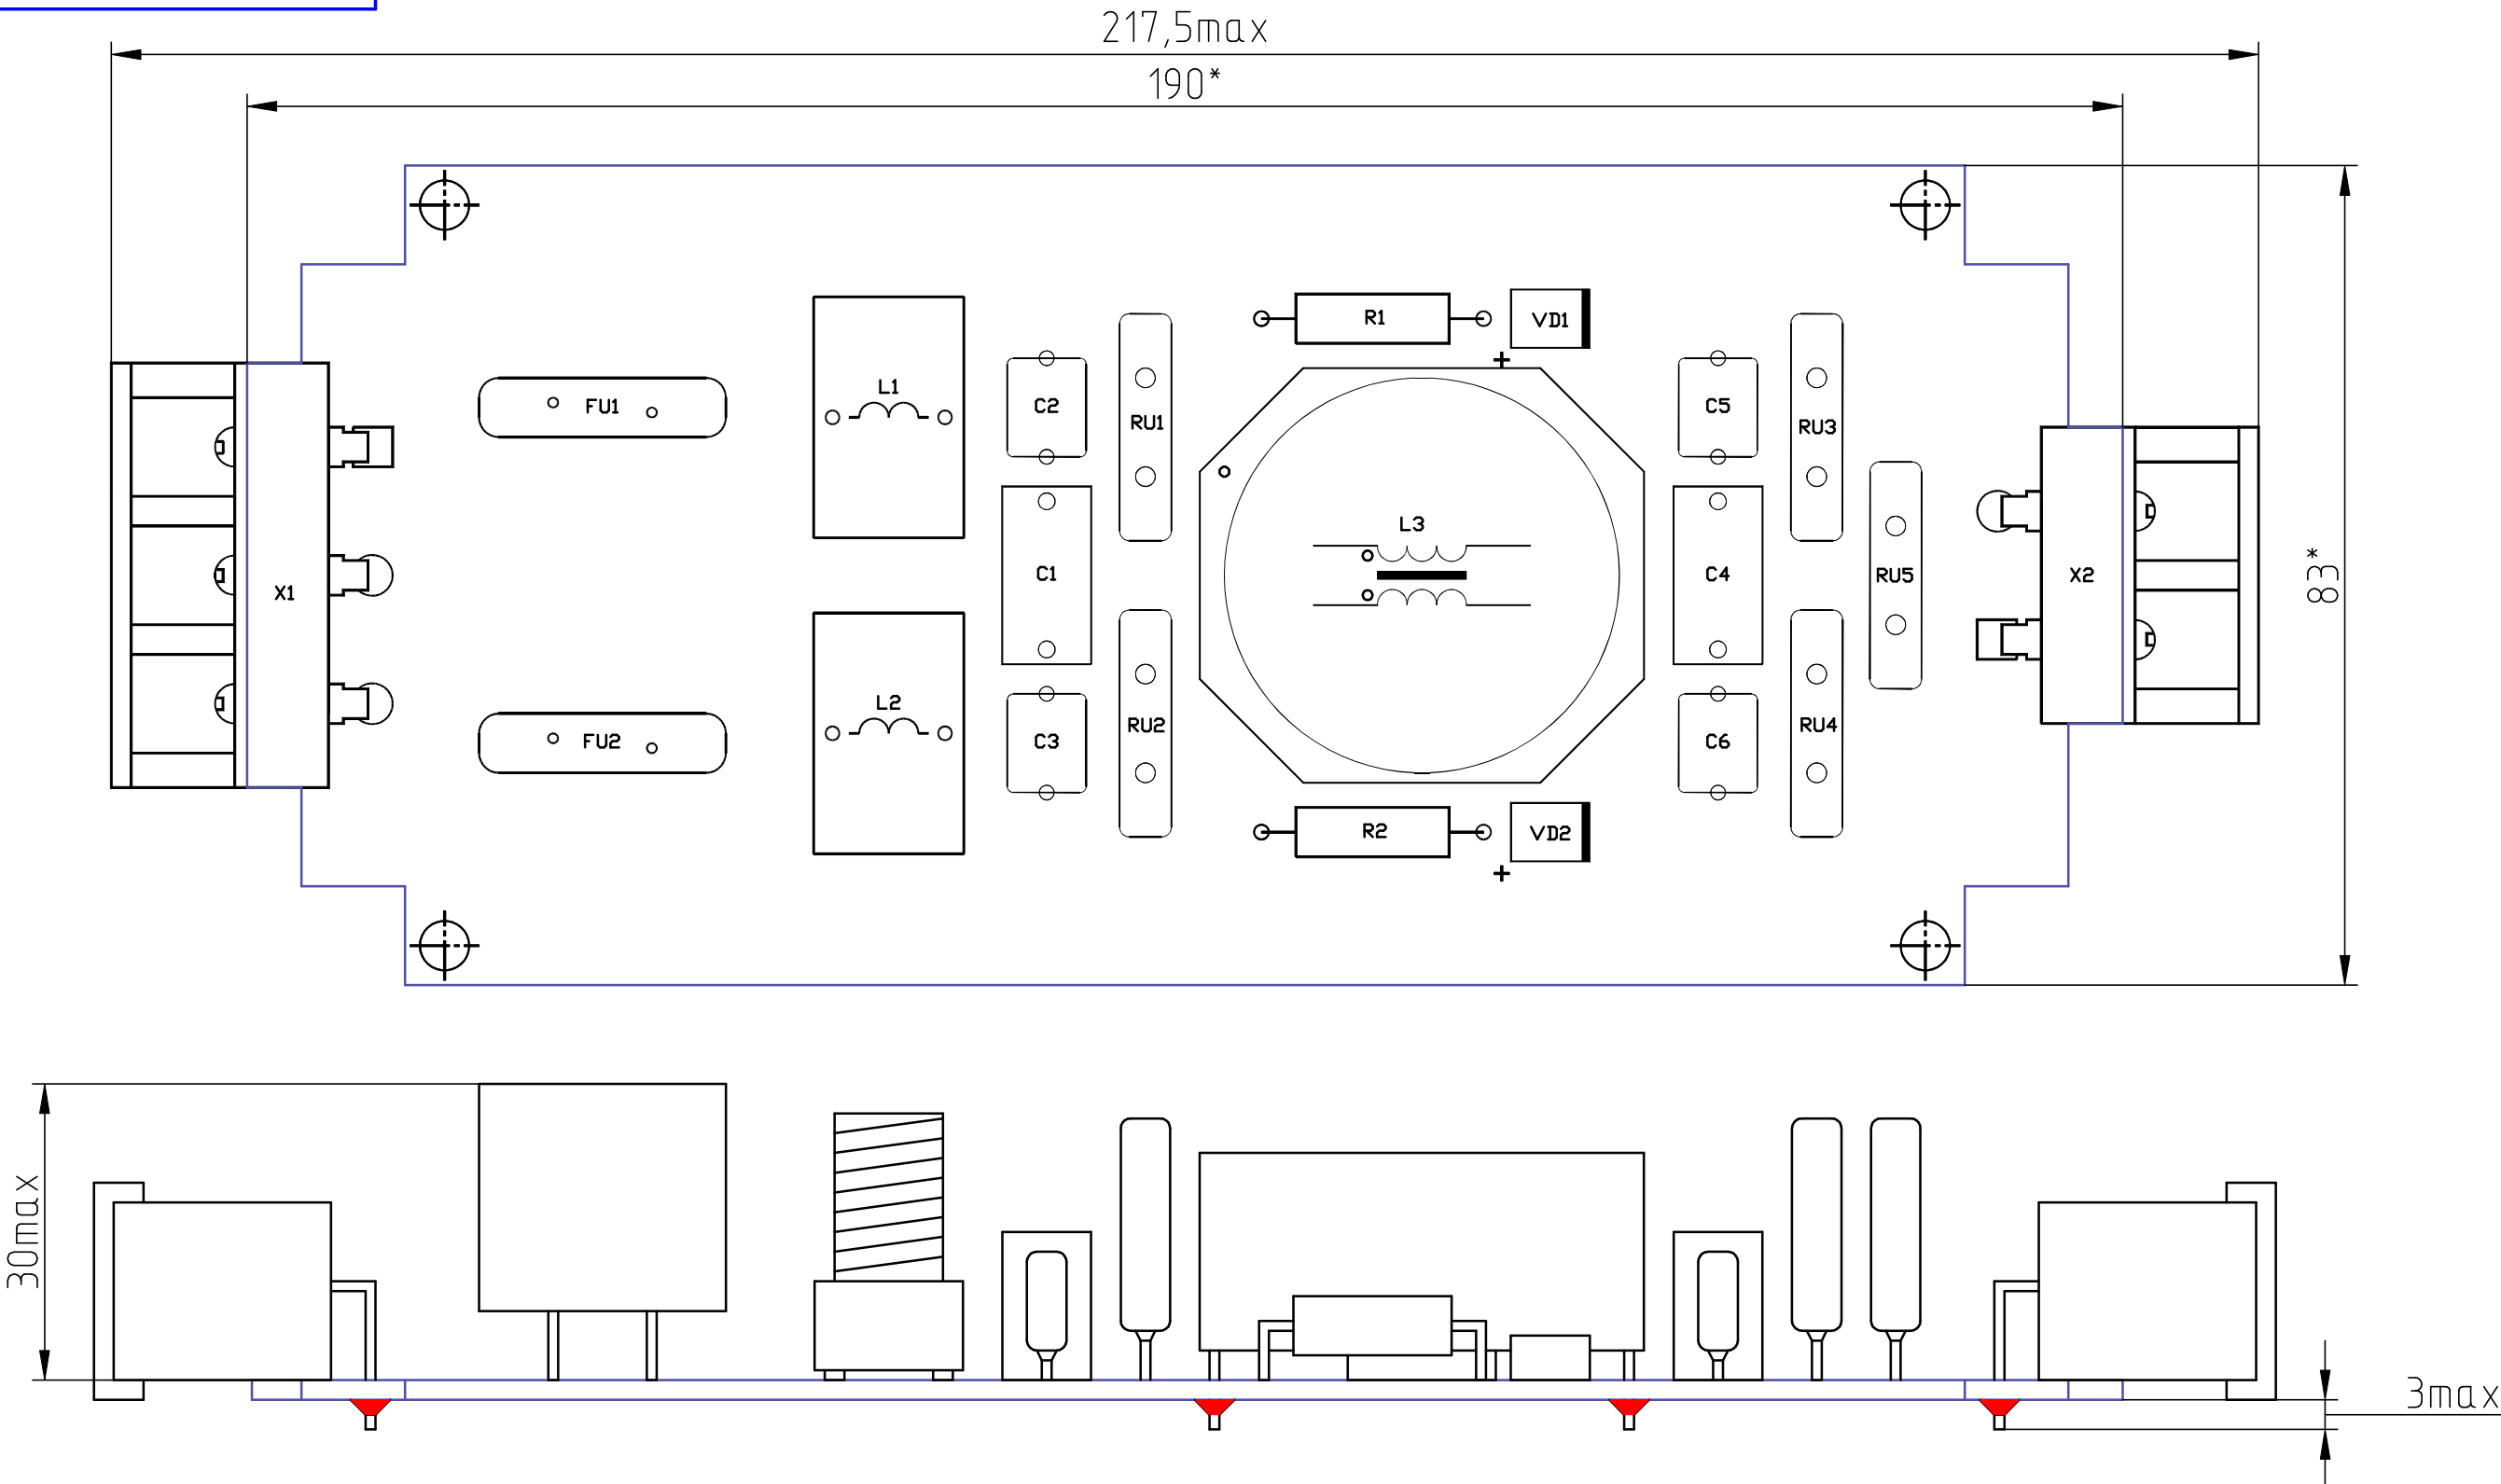 217,5max
190*
R1
VD1
+
L1
FU1
C2
RU1
C5
RU3
L3
X1
C1
C4
RU5
X2
83*
L2
FU2
C3
RU2
C6
RU4
R2
VD2
+
30max
3max